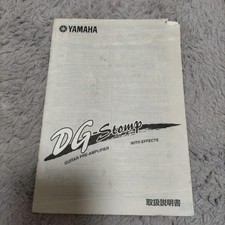 YAMAHA
DG-Stomp
GUITAR PRE-AMPLIFIER WITH EFFECTS
取扱説明書